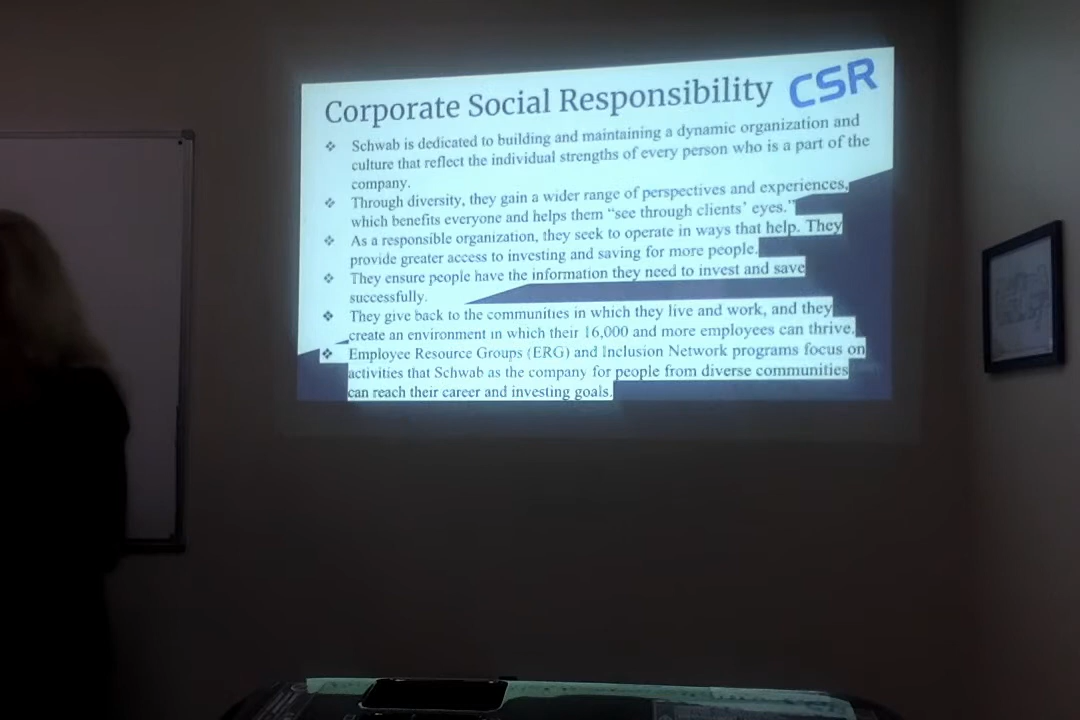 Corporate Social Responsibility CSR
❖ Schwab is dedicated to building and maintaining a dynamic organization and
culture that reflect the individual strengths of every person who is a part of the
company.
❖ Through diversity, they gain a wider range of perspectives and experiences,
which benefits everyone and helps them “see through clients’ eyes.”
❖ As a responsible organization, they seek to operate in ways that help. They
provide greater access to investing and saving for more people.
❖ They ensure people have the information they need to invest and save
successfully.
❖ They give back to the communities in which they live and work, and they
create an environment in which their 16,000 and more employees can thrive.
❖ Employee Resource Groups (ERG) and Inclusion Network programs focus on
activities that Schwab as the company for people from diverse communities
can reach their career and investing goals.